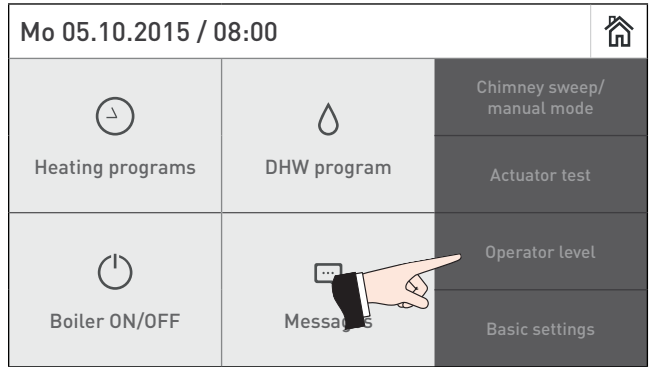 Mo 05.10.2015 / 08:00
Heating programs
DHW program
Chimney sweep/
manual mode
Actuator test
Boiler ON/OFF
Messages
Operator level
Basic settings